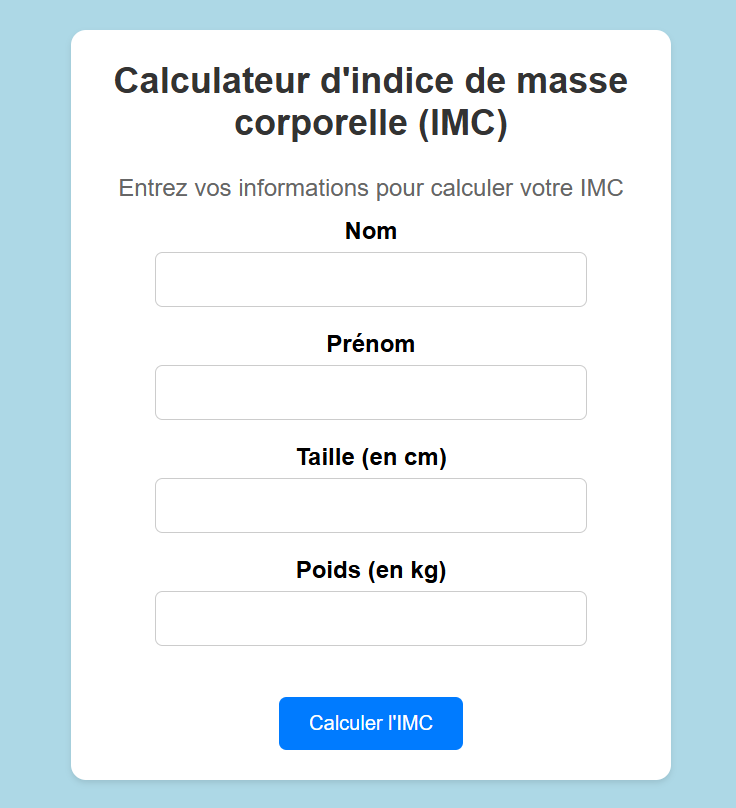 Calculateur d'indice de masse
corporelle (IMC)
Entrez vos informations pour calculer votre IMC
Nom
Prénom
Taille (en cm)
Poids (en kg)
Calculer l'IMC